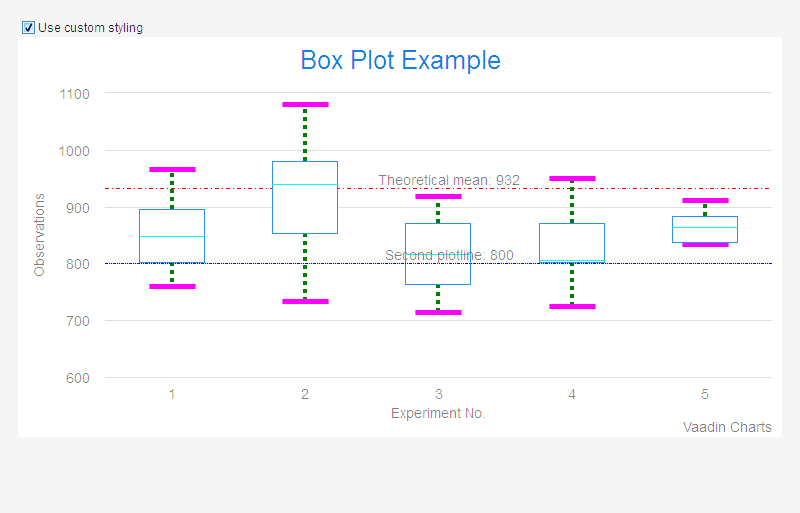 Use custom styling
Box Plot Example
1100
1000
900
800
700
600
Observations
Theoretical mean: 932
Second plotline: 800
1 2 3 4 5
Experiment No.
Vaadin Charts